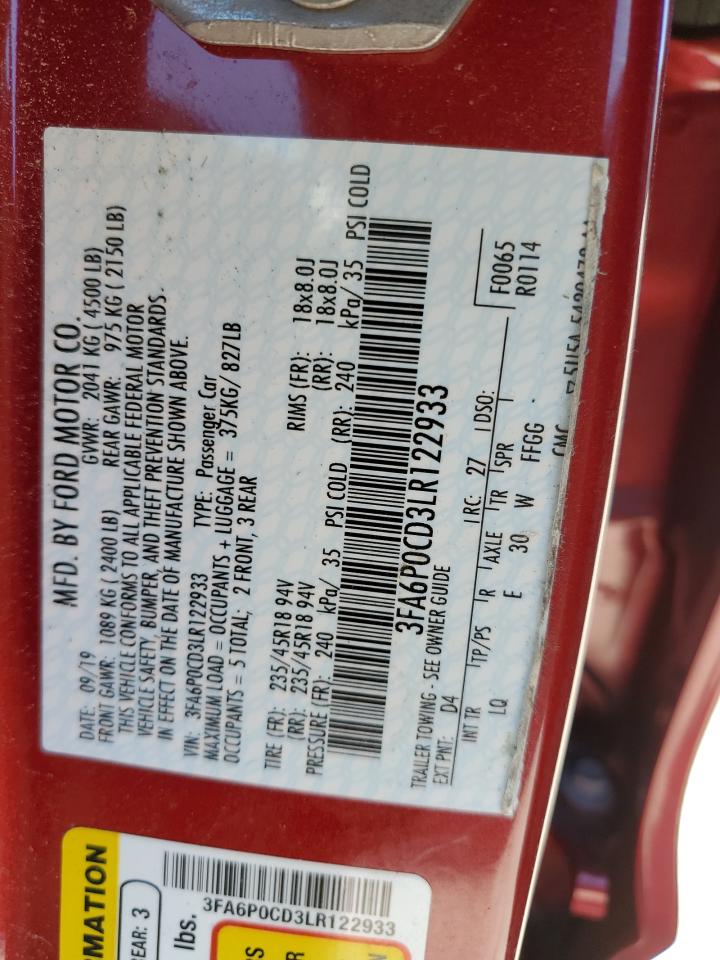 MFD. BY FORD MOTOR CO.
DATE: 09/19 GVWR: 2041 KG ( 4500 LB)
FRONT GAWR: 1089 KG ( 2400 LB) REAR GAWR: 975 KG ( 2150 LB)
THIS VEHICLE CONFORMS TO ALL APPLICABLE FEDERAL MOTOR
VEHICLE SAFETY, BUMPER, AND THEFT PREVENTION STANDARDS
IN EFFECT ON THE DATE OF MANUFACTURE SHOWN ABOVE.
VIN: 3FA6P0CD3LR122933 TYPE: Passenger Car
MAXIMUM LOAD = OCCUPANTS + LUGGAGE = 375KG/ 827LB
OCCUPANTS = 5 TOTAL; 2 FRONT, 3 REAR
TIRE (FR): 235/45R18 94V RIMS (FR): 18x8.0J
(RR): 235/45R18 94V (RR): 18x8.0J
PRESSURE (FR): 240 kPa/ 35 PSI COLD (RR): 240 kPa/ 35 PSI COLD
3FA6P0CD3LR122933
TRAILER TOWING - SEE OWNER GUIDE
EXT PNT: D4 RC: 27 DSO: F0065
R0114
INT TR TP/PS R AXLE TR SPR
LQ E 30 W FFGG
MATION
REAR: 3
lbs.
3FA6P0CD3LR122933